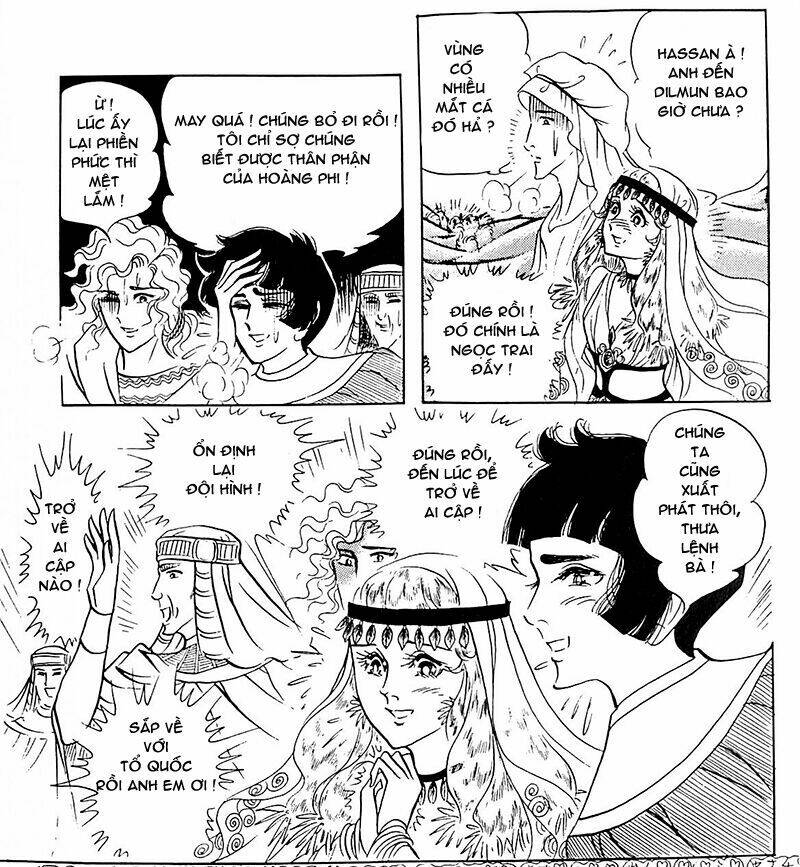 HASSAN À !
ANH ĐẾN
DILMUN BAO
GIỜ CHƯA ?
VÙNG
CÓ
NHIỀU
MẮT CÁ
ĐÓ HẢ ?
ĐÚNG RỒI !
ĐÓ CHÍNH LÀ
NGỌC TRAI
ĐẤY !
MAY QUÁ ! CHÚNG BỎ ĐI RỒI !
TÔI CHỈ SỢ CHÚNG
BIẾT ĐƯỢC THÂN PHẬN
CỦA HOÀNG PHI !
Ừ !
LÚC ẤY
LẠI PHIỀN
PHỨC THÌ
MỆT
LẮM !
CHÚNG
TA
CŨNG
XUẤT
PHÁT THÔI,
THƯA
LỆNH
BÀ !
ĐÚNG RỒI,
ĐẾN LÚC ĐỂ
TRỞ VỀ
AI CẬP !
ỔN ĐỊNH
LẠI
ĐỘI HÌNH !
TRỞ
VỀ
AI
CẬP
NÀO !
SẮP VỀ
VỚI
TỔ QUỐC
RỒI ANH EM ƠI !